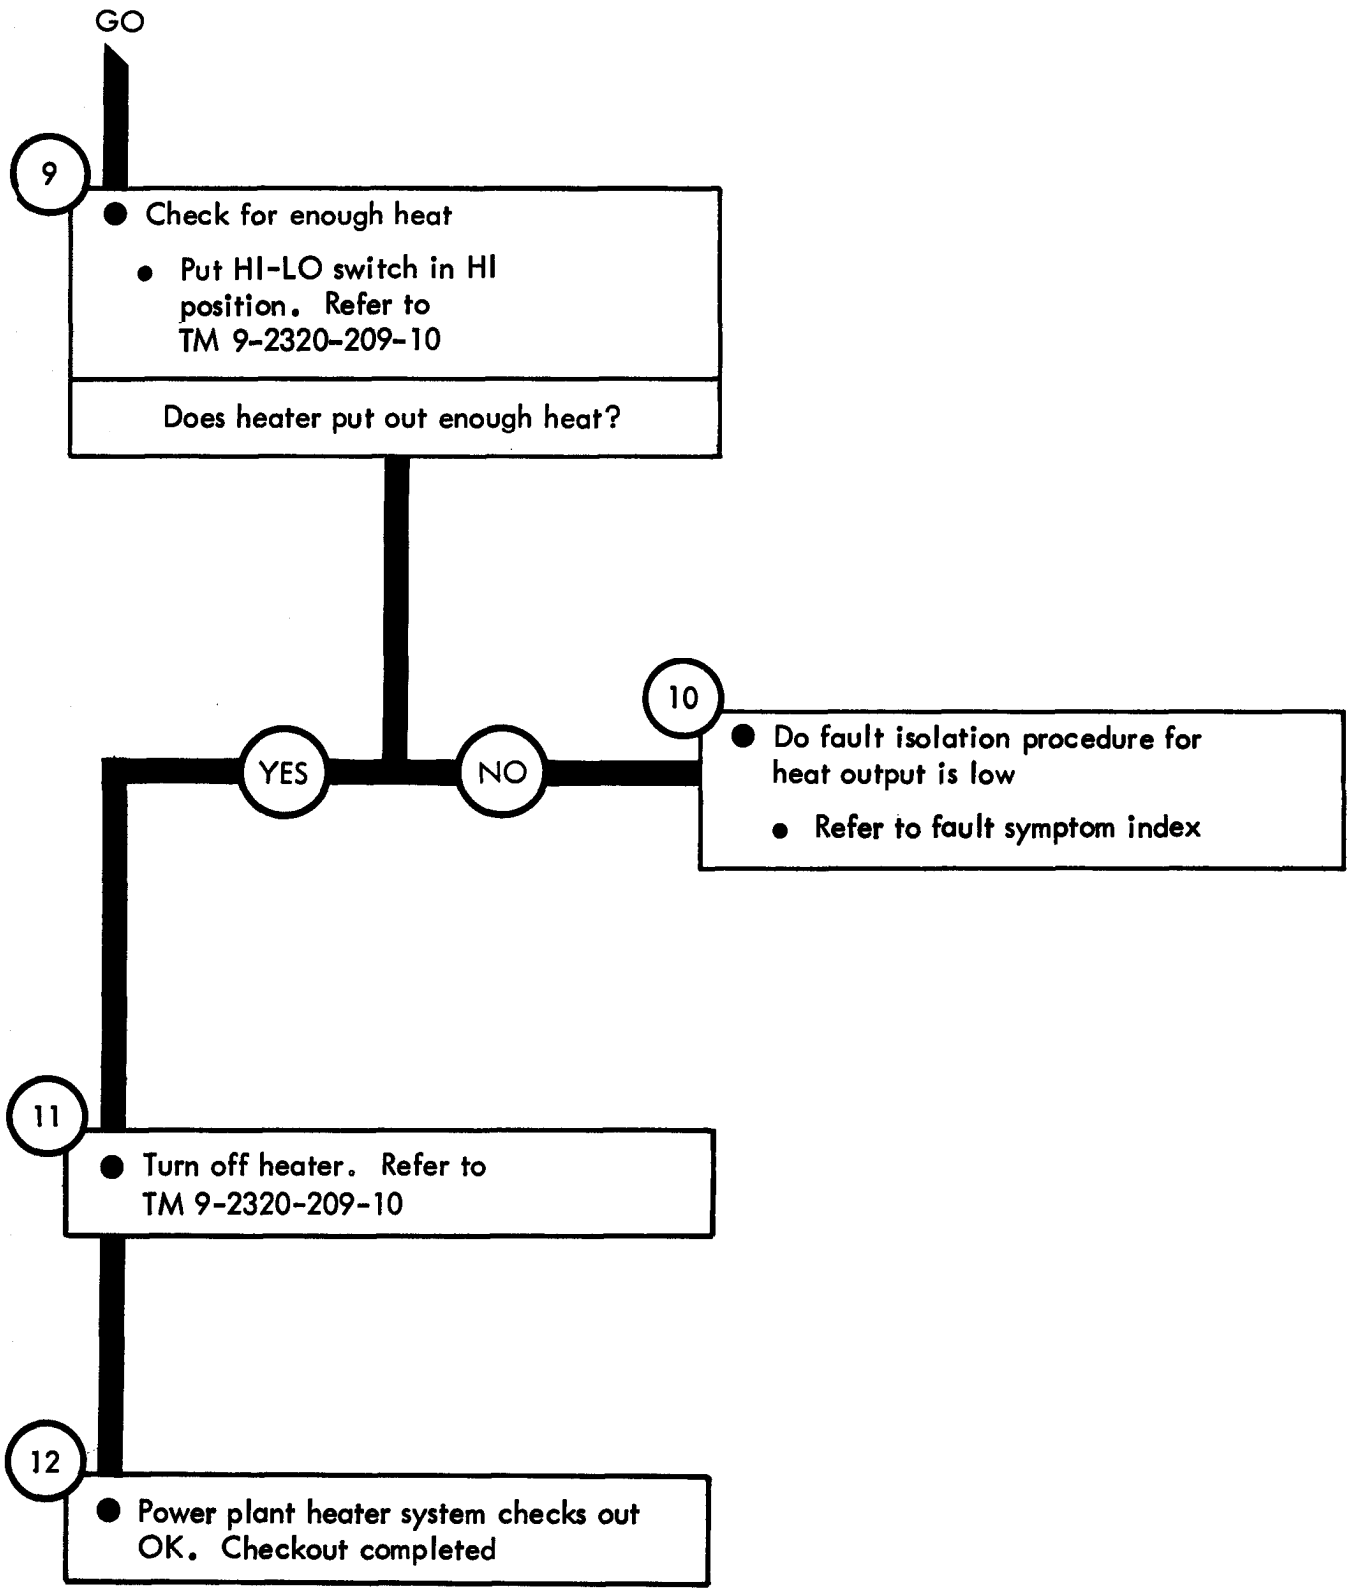 GO
9
● Check for enough heat
● Put HI-LO switch in HI
position. Refer to
TM 9-2320-209-10
Does heater put out enough heat?
10
● Do fault isolation procedure for
heat output is low
● Refer to fault symptom index
YES
NO
11
● Turn off heater. Refer to
TM 9-2320-209-10
12
● Power plant heater system checks out
OK. Checkout completed